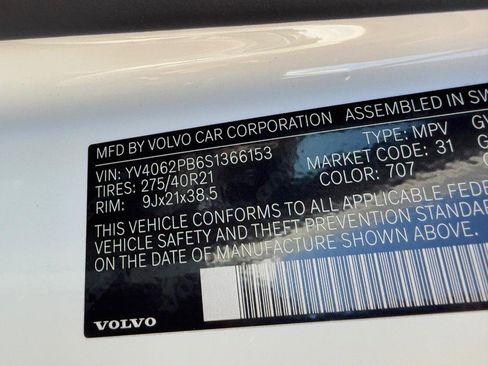 MFD BY VOLVO CAR CORPORATION ASSEMBLED IN SW
VIN: YV4062PB6S1366153 TYPE: MPV GV
TIRES: 275/40R21 MARKET CODE: 31 G
RIM: 9Jx21x38.5 COLOR: 707
THIS VEHICLE CONFORMS TO ALL APPLICABLE FEDE
VEHICLE SAFETY AND THEFT PREVENTION STANDAR
ON THE DATE OF MANUFACTURE SHOWN ABOVE.
VOLVO